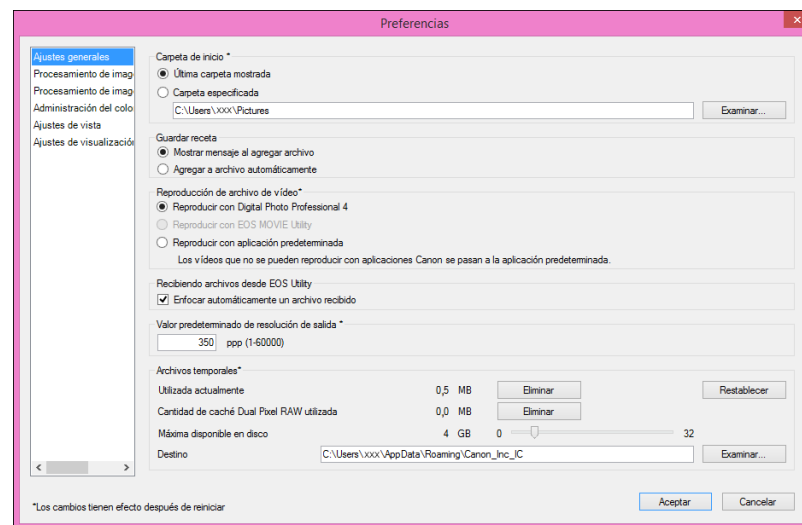 Preferencias
Ajustes generales
Procesamiento de imag
Procesamiento de imag
Administración del colo
Ajustes de vista
Ajustes de visualización
Carpeta de inicio *
Última carpeta mostrada
Carpeta especificada
C:\Users\xxx\Pictures
Examinar...
Guardar receta
Mostrar mensaje al agregar archivo
Agregar a archivo automáticamente
Reproducción de archivo de vídeo*
Reproducir con Digital Photo Professional 4
Reproducir con EOS MOVIE Utility
Reproducir con aplicación predeterminada
Los vídeos que no se pueden reproducir con aplicaciones Canon se pasan a la aplicación predeterminada.
Recibiendo archivos desde EOS Utility
Enfocar automáticamente un archivo recibido
Valor predeterminado de resolución de salida *
350 ppp (1-60000)
Archivos temporales*
Utilizada actualmente 0,5 MB Eliminar Restablecer
Cantidad de caché Dual Pixel RAW utilizada 0,0 MB Eliminar
Máxima disponible en disco 4 GB 0 32
Destino C:\Users\xxx\AppData\Roaming\Canon_Inc_IC Examinar...
*Los cambios tienen efecto después de reiniciar
Aceptar Cancelar